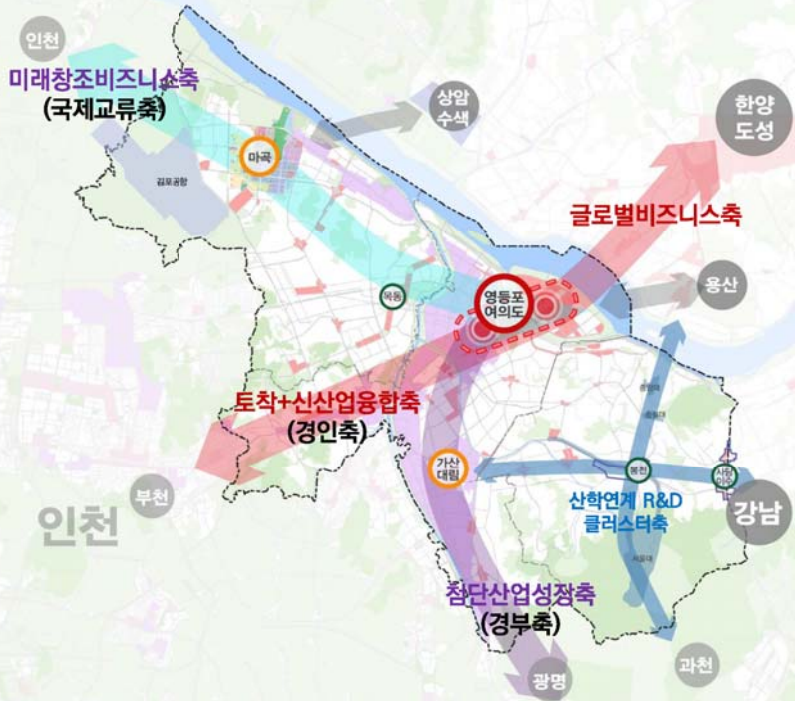 인천
미래창조비즈니스축
(국제교류축)
상암
수색
한양
도성
마곡
김포공항
글로벌비즈니스축
용산
목동
영등포
여의도
토착+신산업융합축
(경인축)
가산
대림
봉천
사당
이수
부천
인천
산학연계 R&D
클러스터축
강남
서울대
첨단산업성장축
(경부축)
과천
광명